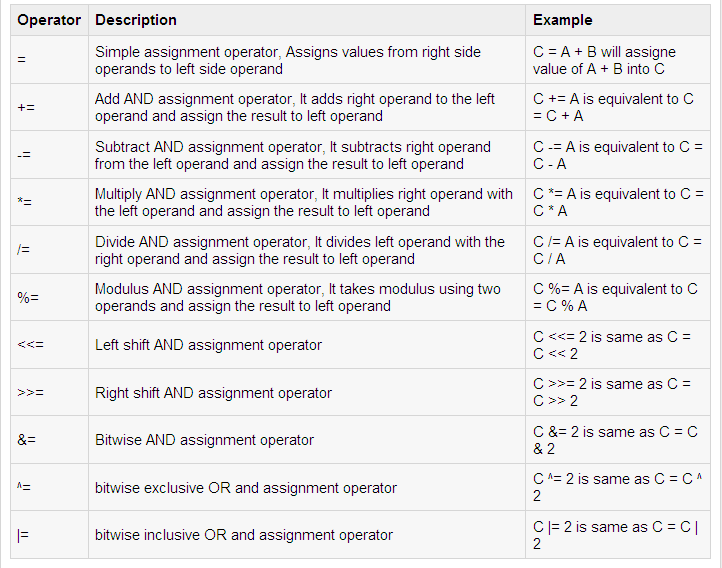 Operator Description Example
= Simple assignment operator, Assigns values from right side C = A + B will assigne
operands to left side operand value of A + B into C
+= Add AND assignment operator, It adds right operand to the left C += A is equivalent to C
operand and assign the result to left operand = C + A
-= Subtract AND assignment operator, It subtracts right operand C -= A is equivalent to C =
from the left operand and assign the result to left operand C - A
*= Multiply AND assignment operator, It multiplies right operand with C *= A is equivalent to C =
the left operand and assign the result to left operand C * A
/= Divide AND assignment operator, It divides left operand with the C /= A is equivalent to C =
right operand and assign the result to left operand C / A
%= Modulus AND assignment operator, It takes modulus using two C %= A is equivalent to C
operands and assign the result to left operand = C % A
<<= Left shift AND assignment operator C <<= 2 is same as C =
C << 2
>>= Right shift AND assignment operator C >>= 2 is same as C =
C >> 2
&= Bitwise AND assignment operator C &= 2 is same as C = C
& 2
^= bitwise exclusive OR and assignment operator C ^= 2 is same as C = C ^
2
|= bitwise inclusive OR and assignment operator C |= 2 is same as C = C |
2